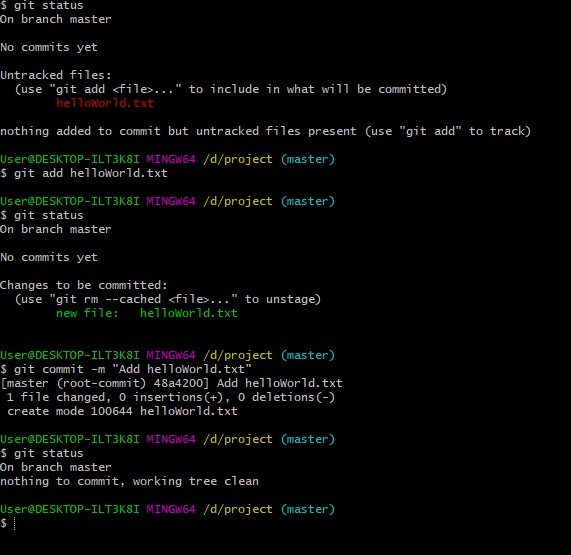 $ git status
On branch master
No commits yet
Untracked files:
  (use "git add <file>..." to include in what will be committed)
        helloWorld.txt
nothing added to commit but untracked files present (use "git add" to track)
User@DESKTOP-ILT3K8I MINGW64 /d/project (master)
$ git add helloWorld.txt
User@DESKTOP-ILT3K8I MINGW64 /d/project (master)
$ git status
On branch master
No commits yet
Changes to be committed:
  (use "git rm --cached <file>..." to unstage)
        new file:   helloWorld.txt
User@DESKTOP-ILT3K8I MINGW64 /d/project (master)
$ git commit -m "Add helloWorld.txt"
[master (root-commit) 48a4200] Add helloWorld.txt
 1 file changed, 0 insertions(+), 0 deletions(-)
 create mode 100644 helloWorld.txt
User@DESKTOP-ILT3K8I MINGW64 /d/project (master)
$ git status
On branch master
nothing to commit, working tree clean
User@DESKTOP-ILT3K8I MINGW64 /d/project (master)
$